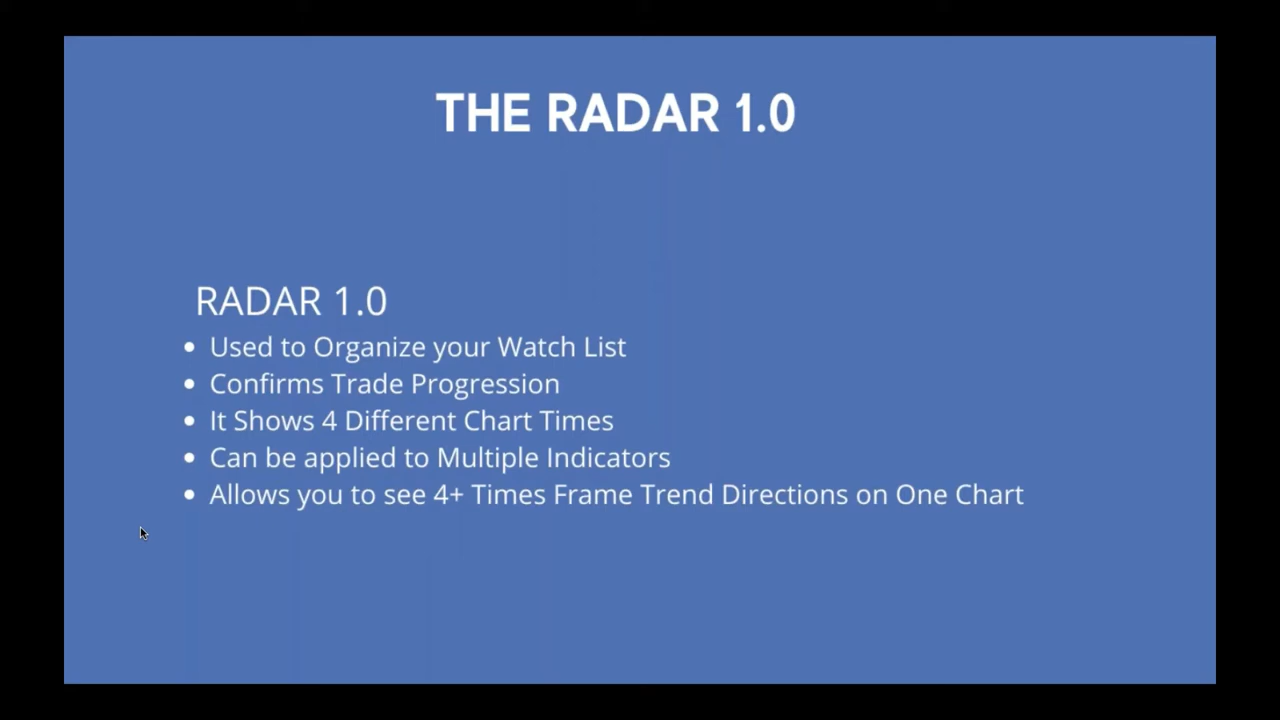 THE RADAR 1.0
RADAR 1.0
• Used to Organize your Watch List
• Confirms Trade Progression
• It Shows 4 Different Chart Times
• Can be applied to Multiple Indicators
• Allows you to see 4+ Times Frame Trend Directions on One Chart